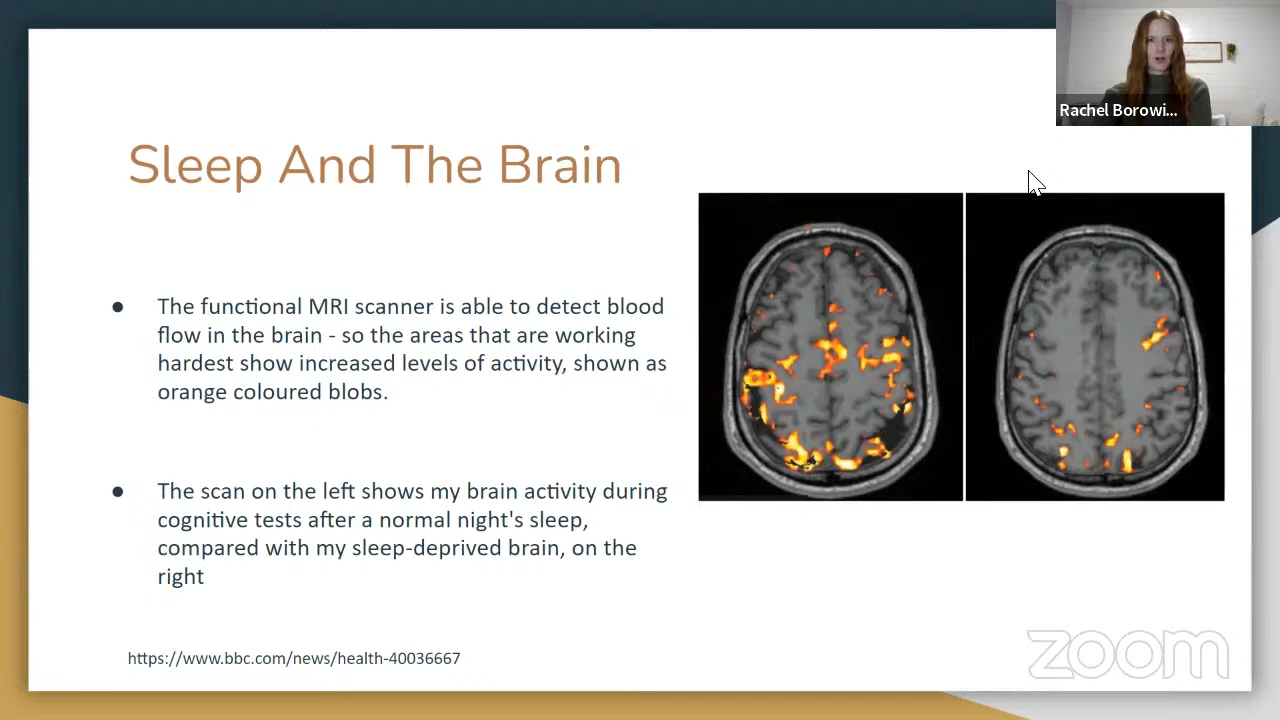 Rachel Borowi...
Sleep And The Brain
● The functional MRI scanner is able to detect blood
flow in the brain - so the areas that are working
hardest show increased levels of activity, shown as
orange coloured blobs.
● The scan on the left shows my brain activity during
cognitive tests after a normal night's sleep,
compared with my sleep-deprived brain, on the
right
https://www.bbc.com/news/health-40036667
zoom